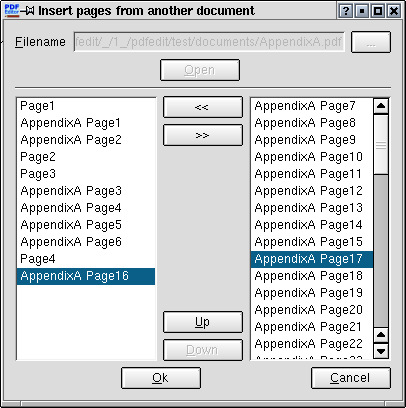 PDF Editor Insert pages from another document
Filename edit/_/1_/pdfedit/test/documents/AppendixA.pdf ...
Open
Page1
AppendixA Page1
AppendixA Page2
Page2
Page3
AppendixA Page3
AppendixA Page4
AppendixA Page5
AppendixA Page6
Page4
AppendixA Page16
<<
>>
Up
Down
AppendixA Page7
AppendixA Page8
AppendixA Page9
AppendixA Page10
AppendixA Page11
AppendixA Page12
AppendixA Page13
AppendixA Page14
AppendixA Page15
AppendixA Page17
AppendixA Page18
AppendixA Page19
AppendixA Page20
AppendixA Page21
AppendixA Page22
AppendixA Page23
Ok
Cancel